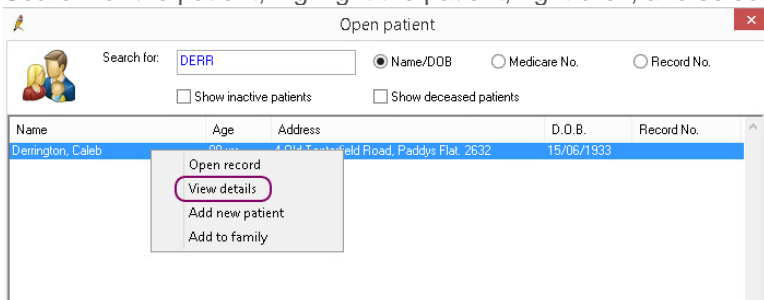 Open patient
Search for: DERR Name/DOB Medicare No. Record No.
Show inactive patients Show deceased patients
Name Age Address D.O.B. Record No.
Derrington, Caleb 4 Old Tenterfield Road, Paddys Flat. 2632 15/06/1933
Open record
View details
Add new patient
Add to family